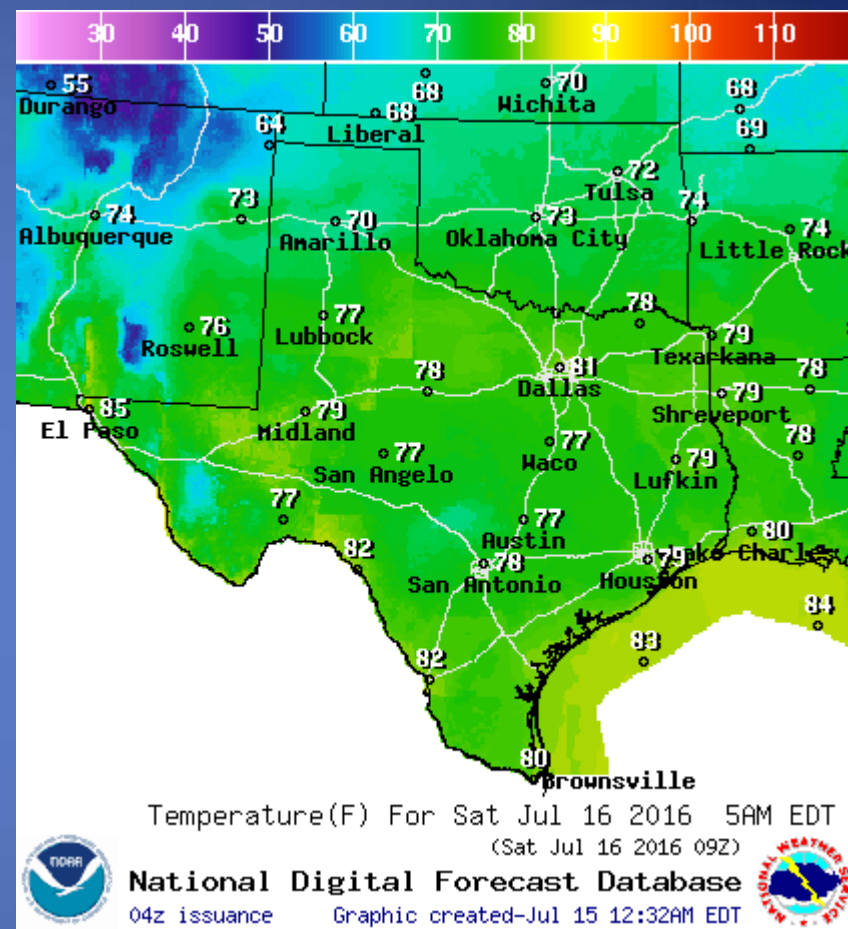 30 40 50 60 70 80 90 100 110
55
Durango
68
70
Wichita
68
68
Liberal
64
69
72
Tulsa
74
Albuquerque
73
70
Amarillo
73
Oklahoma City
74
74
Little Rock
76
Roswell
77
Lubbock
78
79
Texarkana
85
El Paso
79
Midland
78
81
Dallas
79
Shreveport
78
77
San Angelo
77
Waco
79
Lufkin
78
77
82
77
Austin
78
San Antonio
79
Houston
80
Lake Charl
82
83
84
80
Brownsville
Temperature(F) For Sat Jul 16 2016 5AM EDT
(Sat Jul 16 2016 09Z)
NOAA
National Digital Forecast Database
04z issuance Graphic created-Jul 15 12:32AM EDT
NATIONAL WEATHER SERVICE